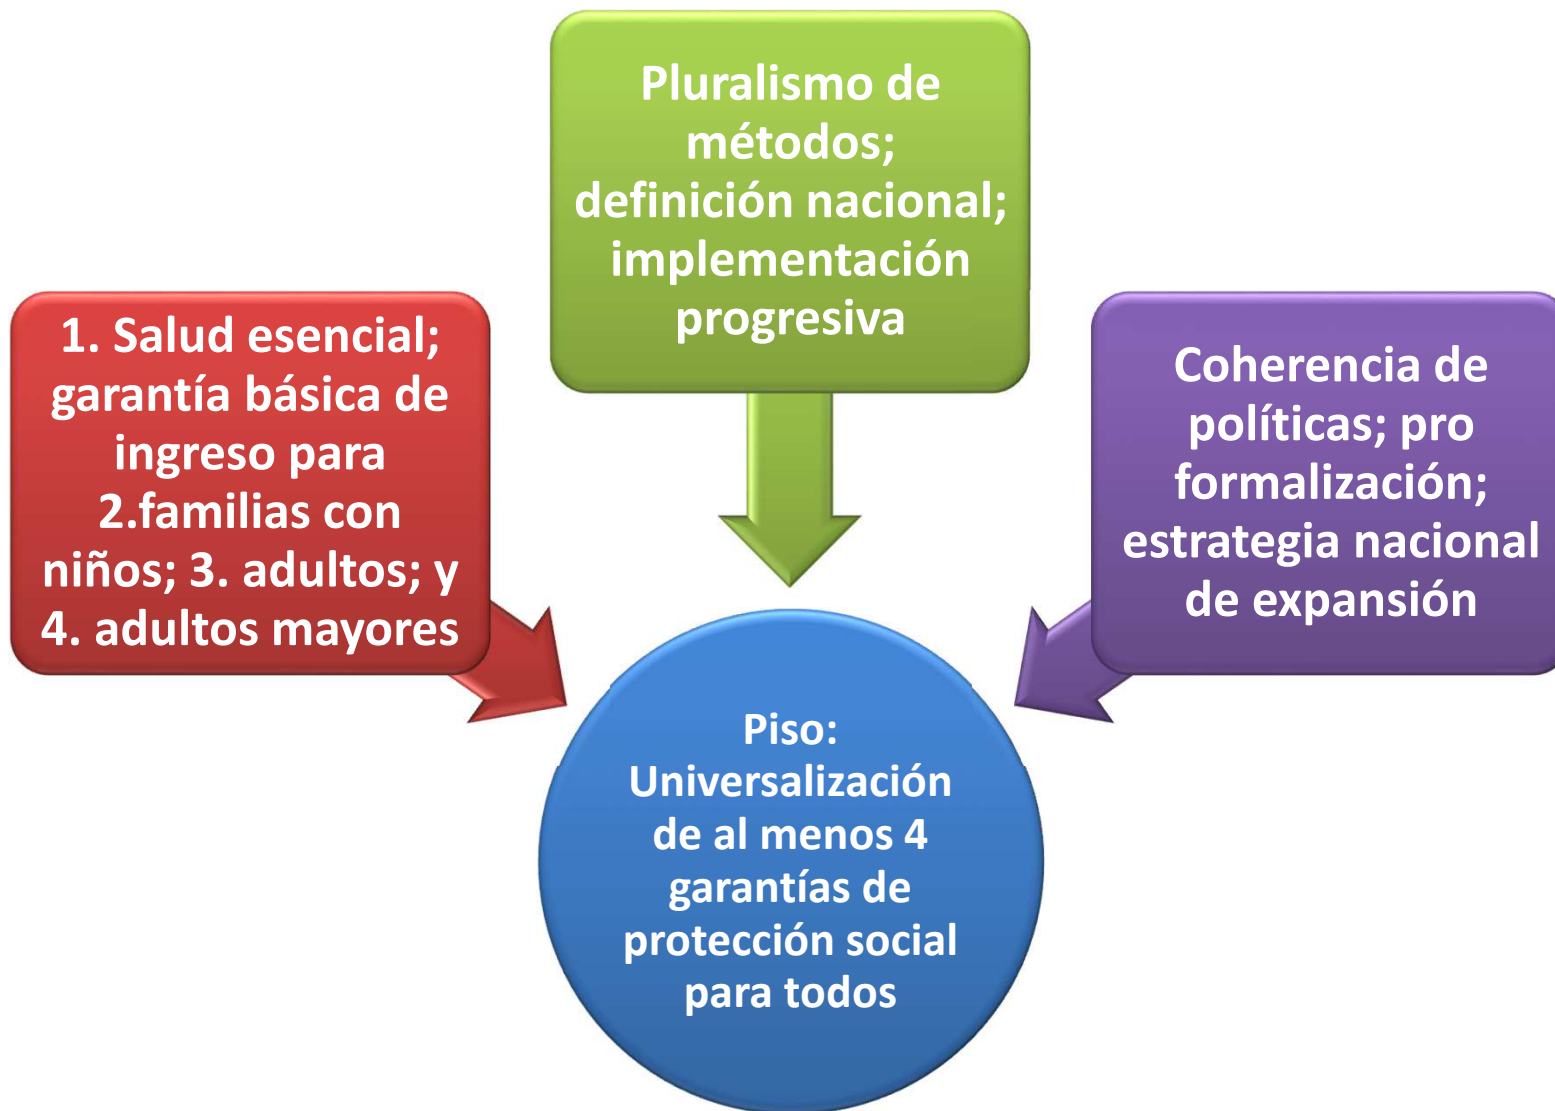 Pluralismo de
métodos;
definición nacional;
implementación
progresiva
1. Salud esencial;
garantía básica de
ingreso para
2.familias con
niños; 3. adultos; y
4. adultos mayores
Coherencia de
políticas; pro
formalización;
estrategia nacional
de expansión
Piso:
Universalización
de al menos 4
garantías de
protección social
para todos